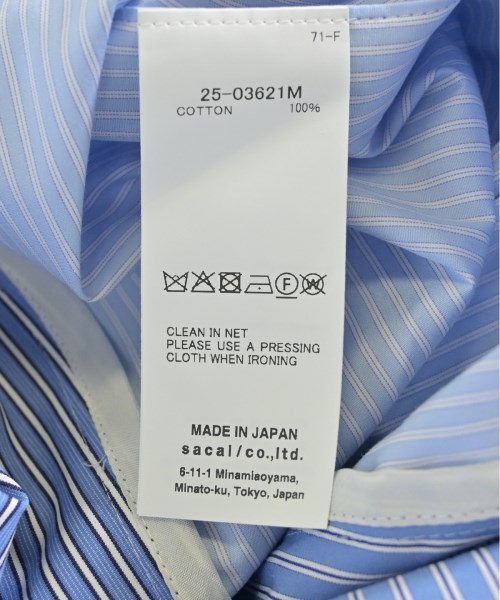 71-F
25-03621M
COTTON 100%
F W
CLEAN IN NET
PLEASE USE A PRESSING
CLOTH WHEN IRONING
MADE IN JAPAN
sacai/co.,ltd.
6-11-1 Minamiaoyama,
Minato-ku, Tokyo, Japan